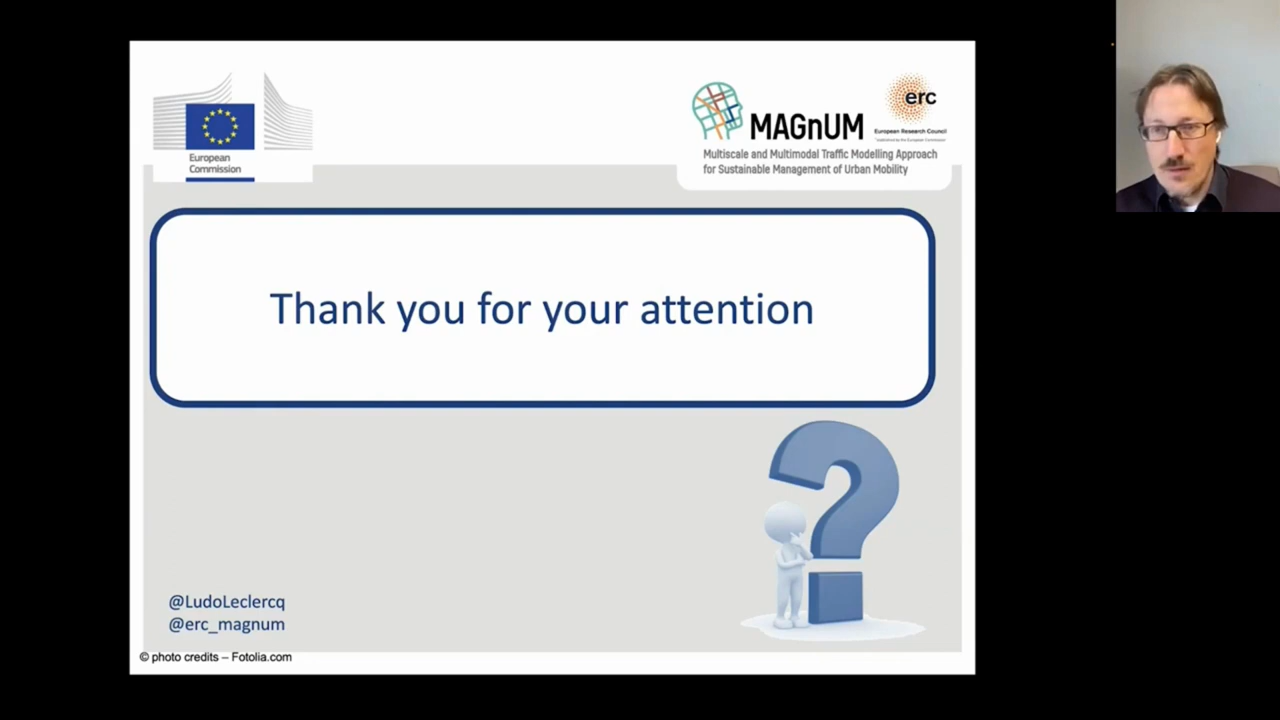 European
Commission
MAGnUM
erc
European Research Council
Multiscale and Multimodal Traffic Modelling Approach
for Sustainable Management of Urban Mobility
Thank you for your attention
?
@LudoLeclercq
@erc_magnum
© photo credits – Fotolia.com